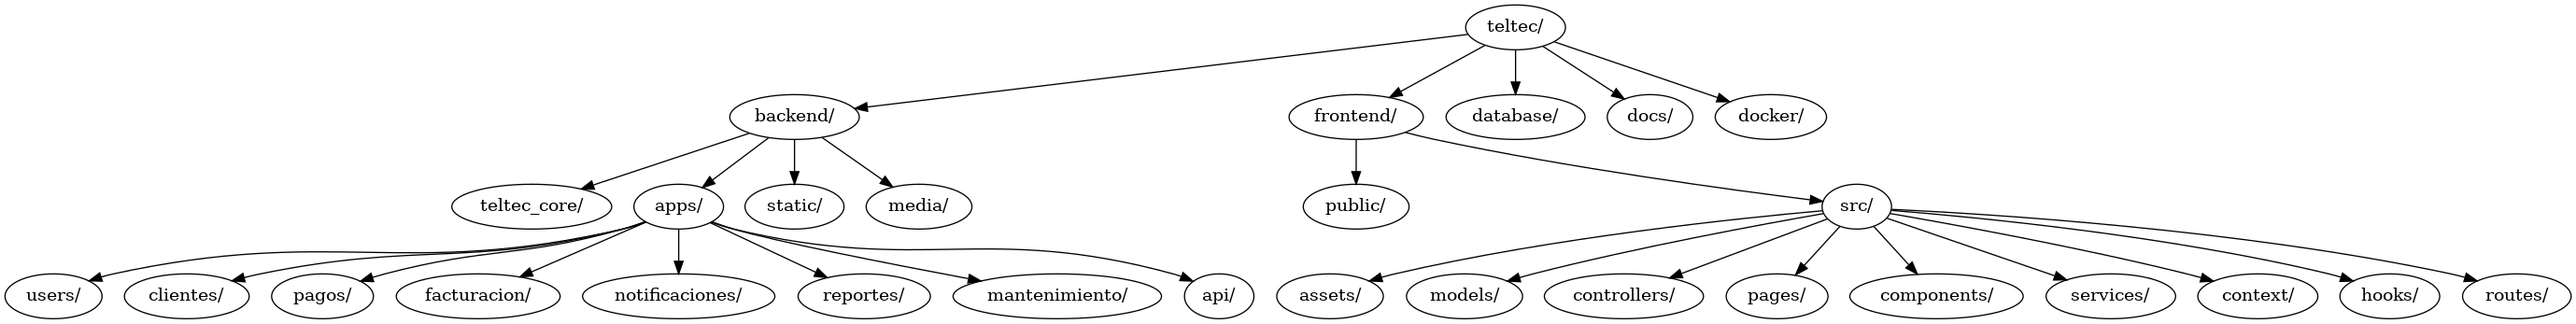 teltec/
backend/
frontend/
database/
docs/
docker/
teltec_core/
apps/
static/
media/
public/
src/
users/
clientes/
pagos/
facturacion/
notificaciones/
reportes/
mantenimiento/
api/
assets/
models/
controllers/
pages/
components/
services/
context/
hooks/
routes/